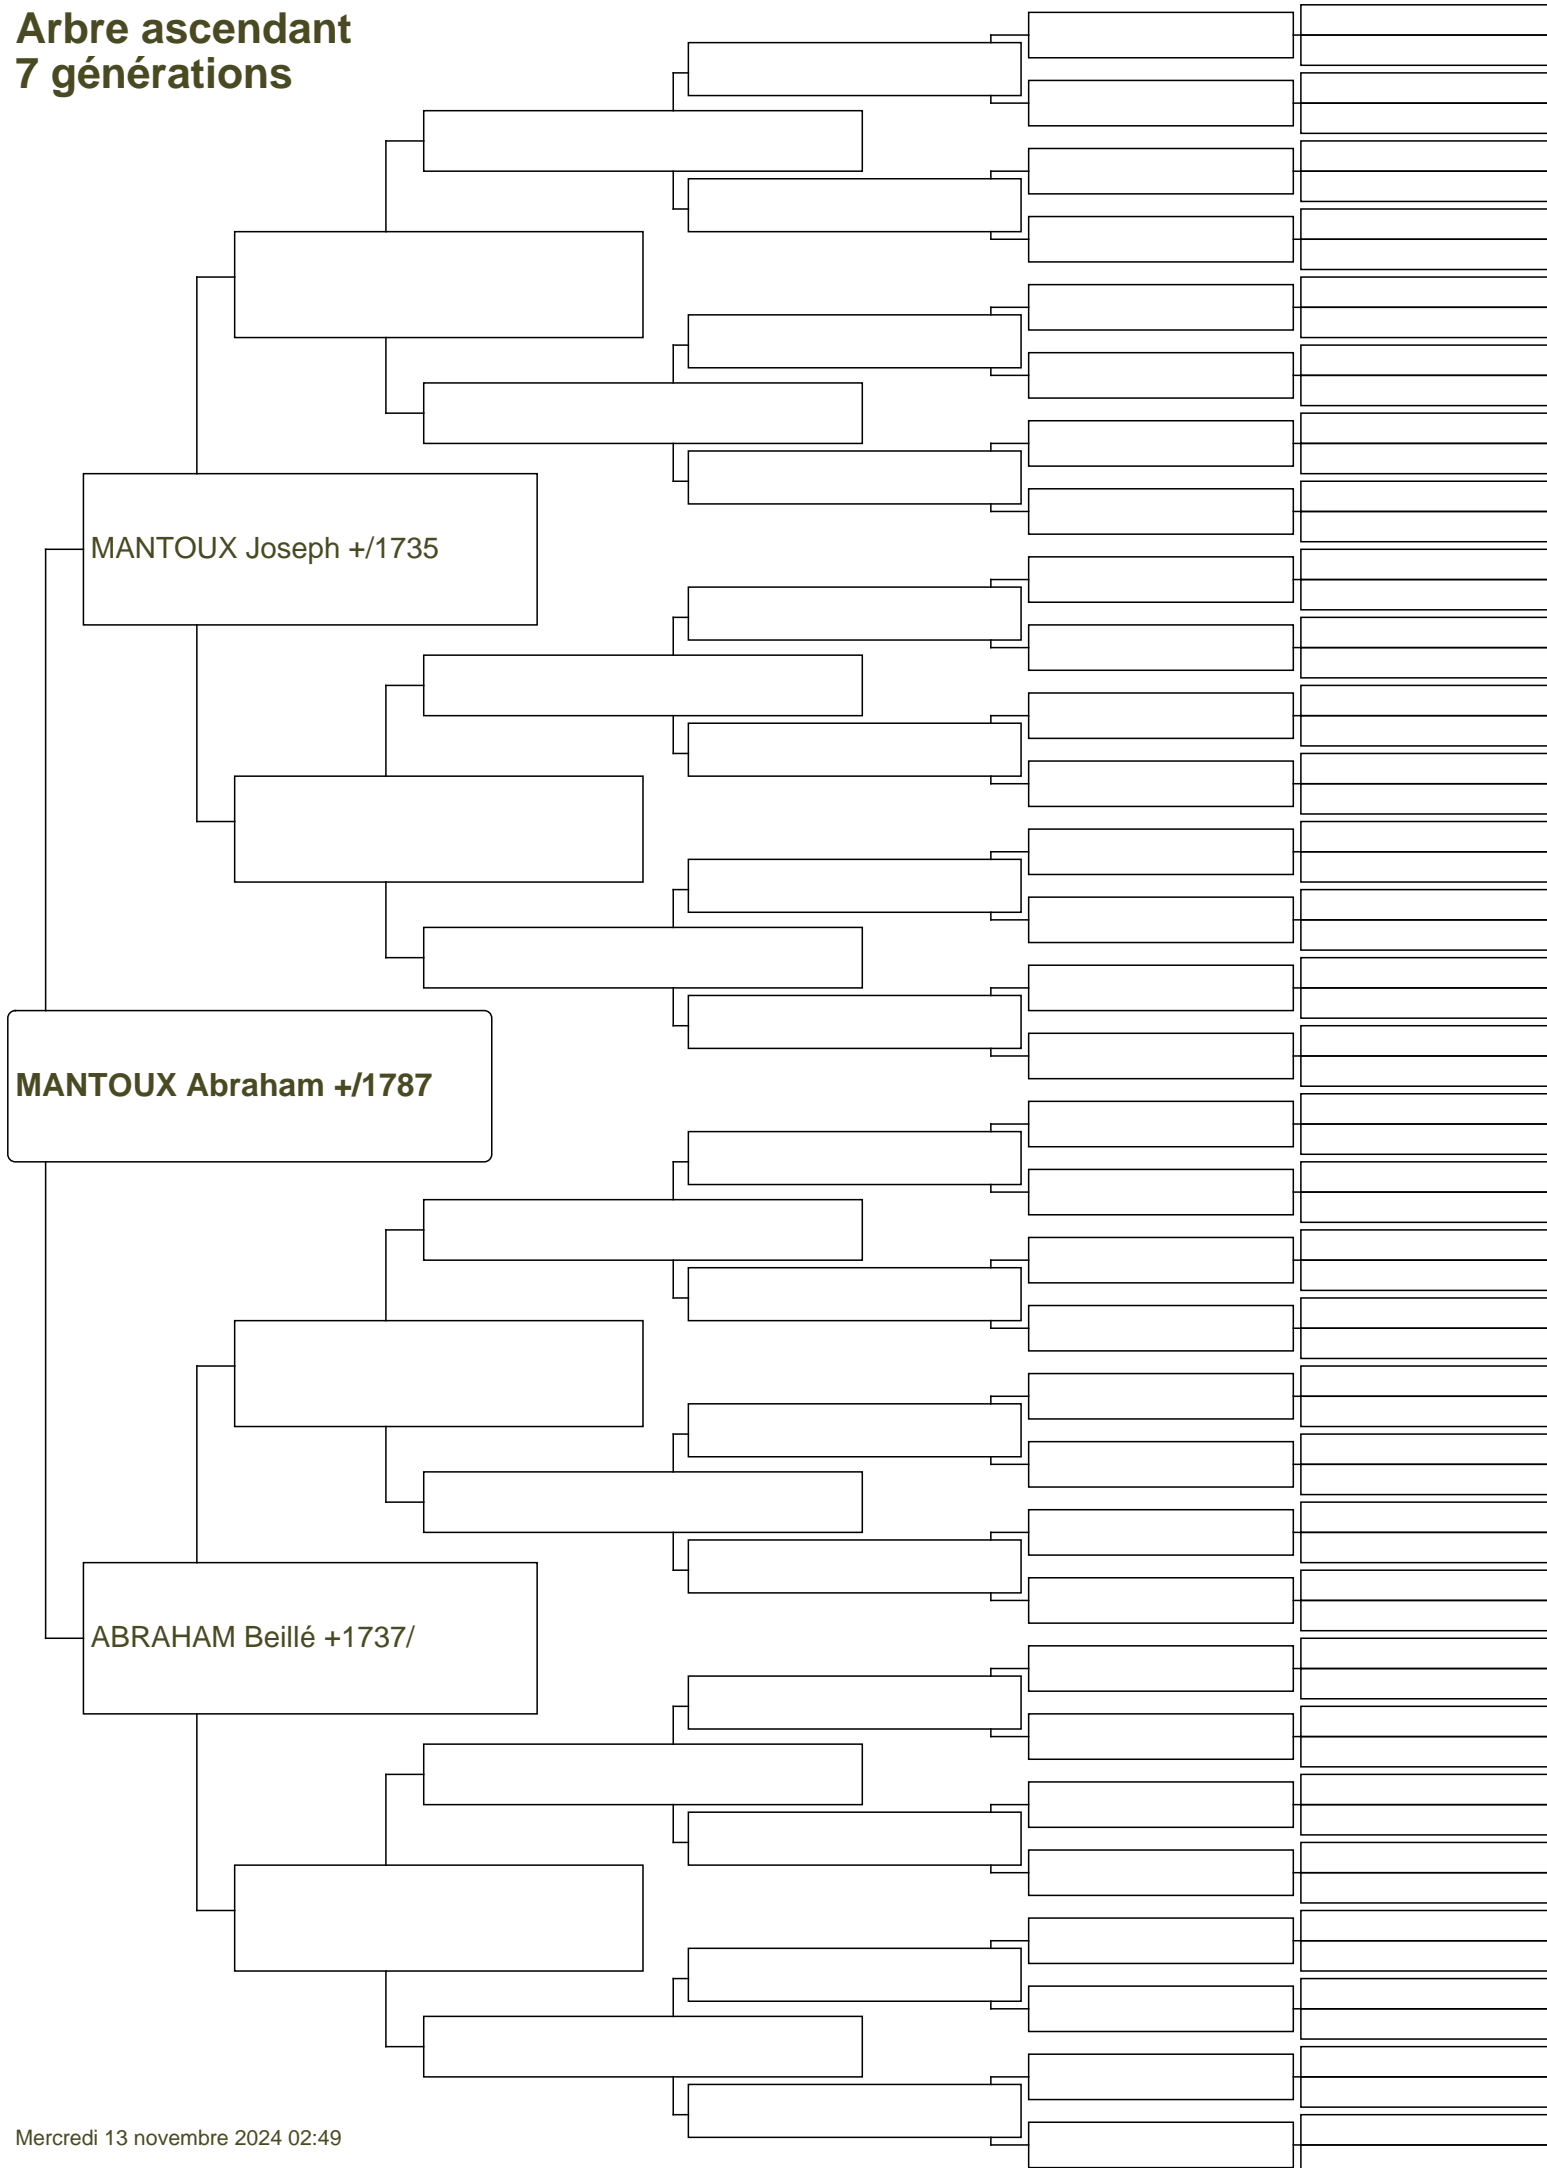 Arbre ascendant
7 générations
MANTOUX Joseph +/1735
MANTOUX Abraham +/1787
ABRAHAM Beillé +1737/
Mercredi 13 novembre 2024 02:49